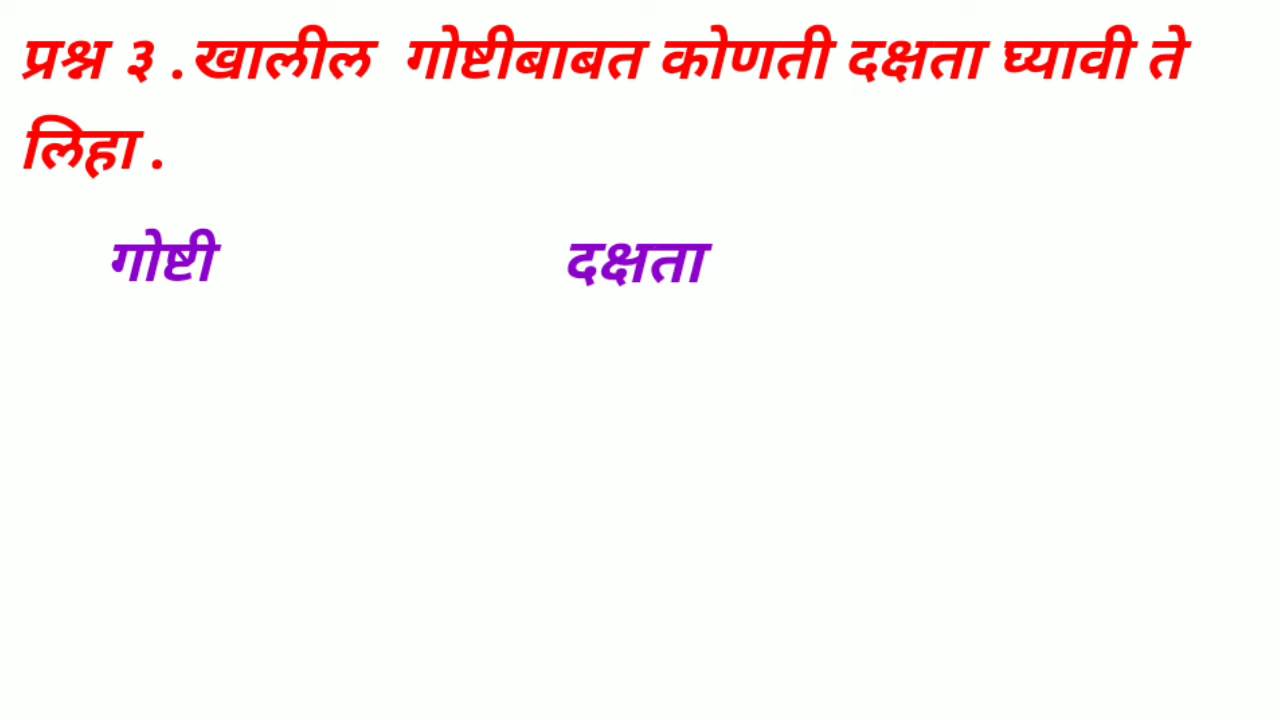 प्रश्न ३ .खालील गोष्टीबाबत कोणती दक्षता घ्यावी ते
लिहा .
गोष्टी दक्षता